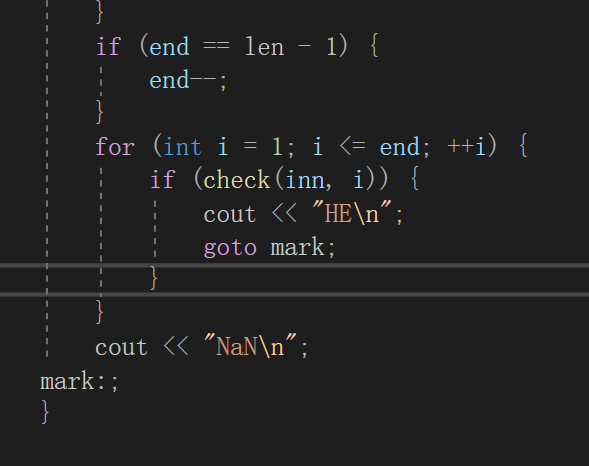 }
if (end == len - 1) {
end--;
}
for (int i = 1; i <= end; ++i) {
if (check(inn, i)) {
cout << "HE\n";
goto mark;
}
}
cout << "NaN\n";
mark:;
}